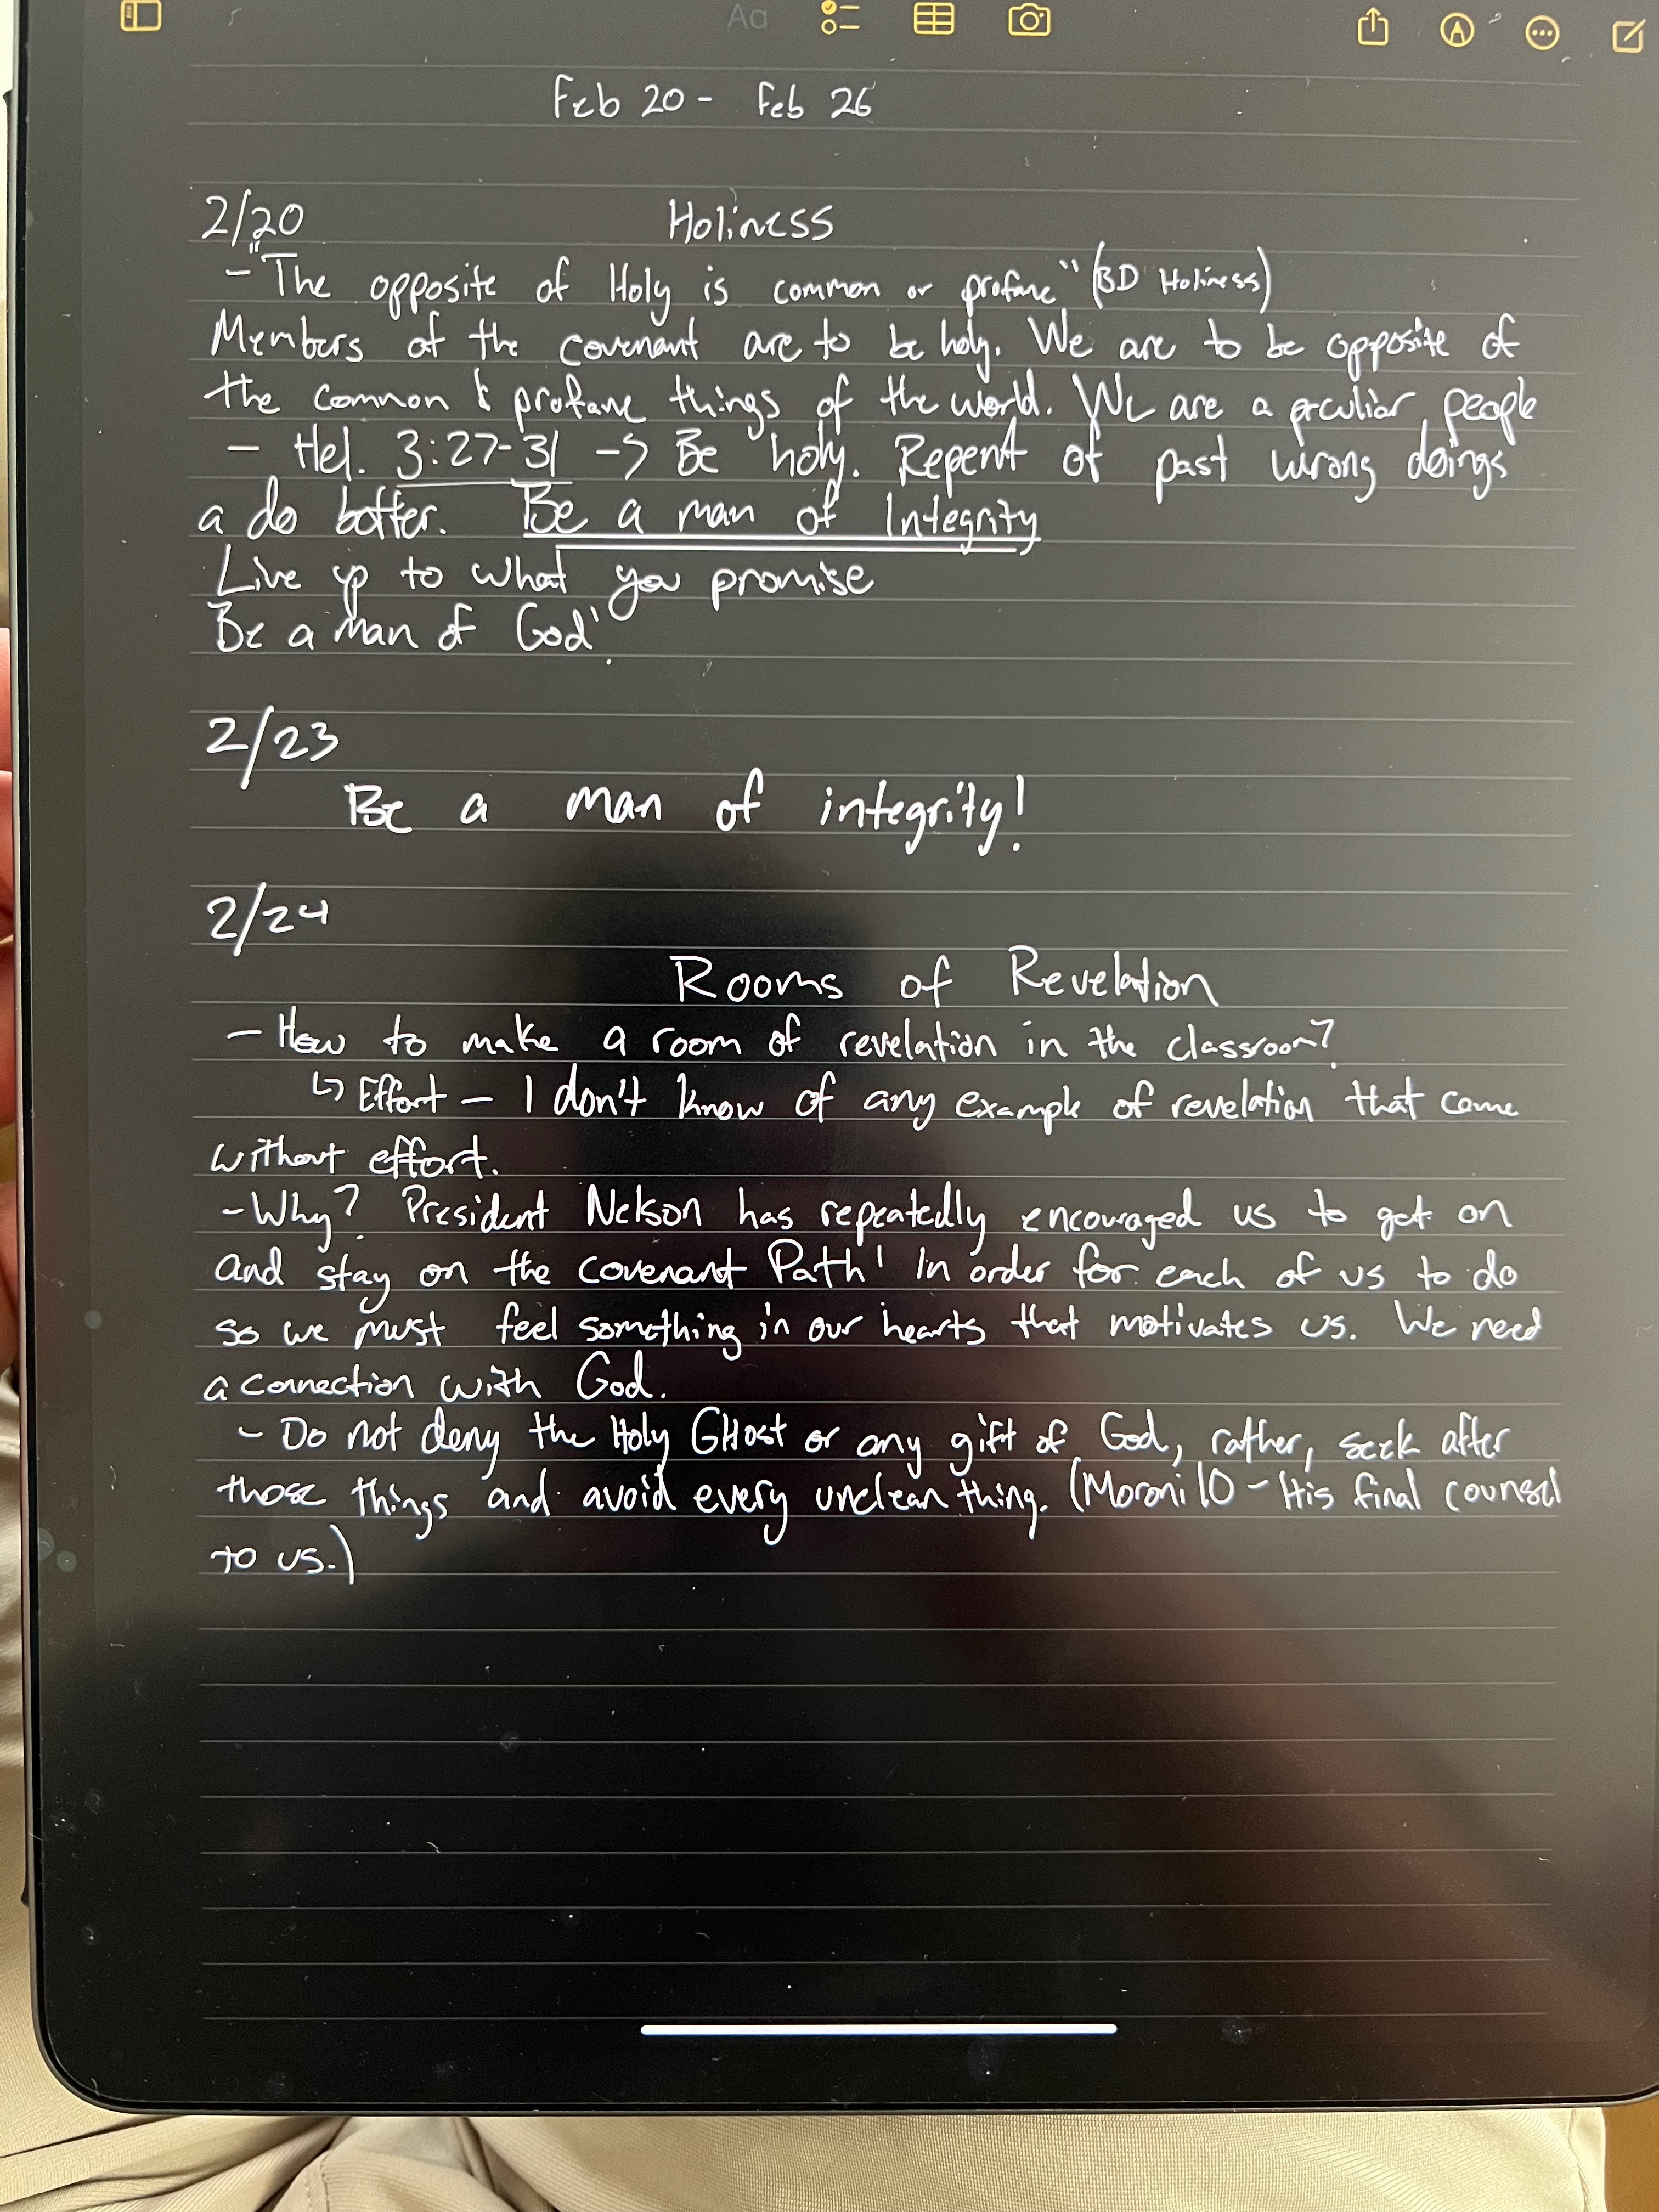 Aa
Feb 20 - Feb 26
2/20 Holiness
- "The opposite of Holy is common or profane" (BD Holiness)
Members of the covenant are to be holy. We are to be opposite of
the common & profane things of the world. We are a peculiar people
- Hel. 3:27-31 -> Be holy. Repent of past wrong doings
a do better. Be a man of Integrity
Live up to what you promise
Be a man of God
2/23
Be a man of integrity!
2/24
Rooms of Revelation
- How to make a room of revelation in the classroom?
↳ Effort - I don't know of any example of revelation that came
without effort.
- Why? President Nelson has repeatedly encouraged us to get on
and stay on the covenant Path! In order for each of us to do
so we must feel something in our hearts that motivates us. We need
a connection with God.
- Do not deny the Holy GHost or any gift of God, rather, seek after
those things and avoid every unclean thing. (Moroni 10 - His final counsel
to us.)